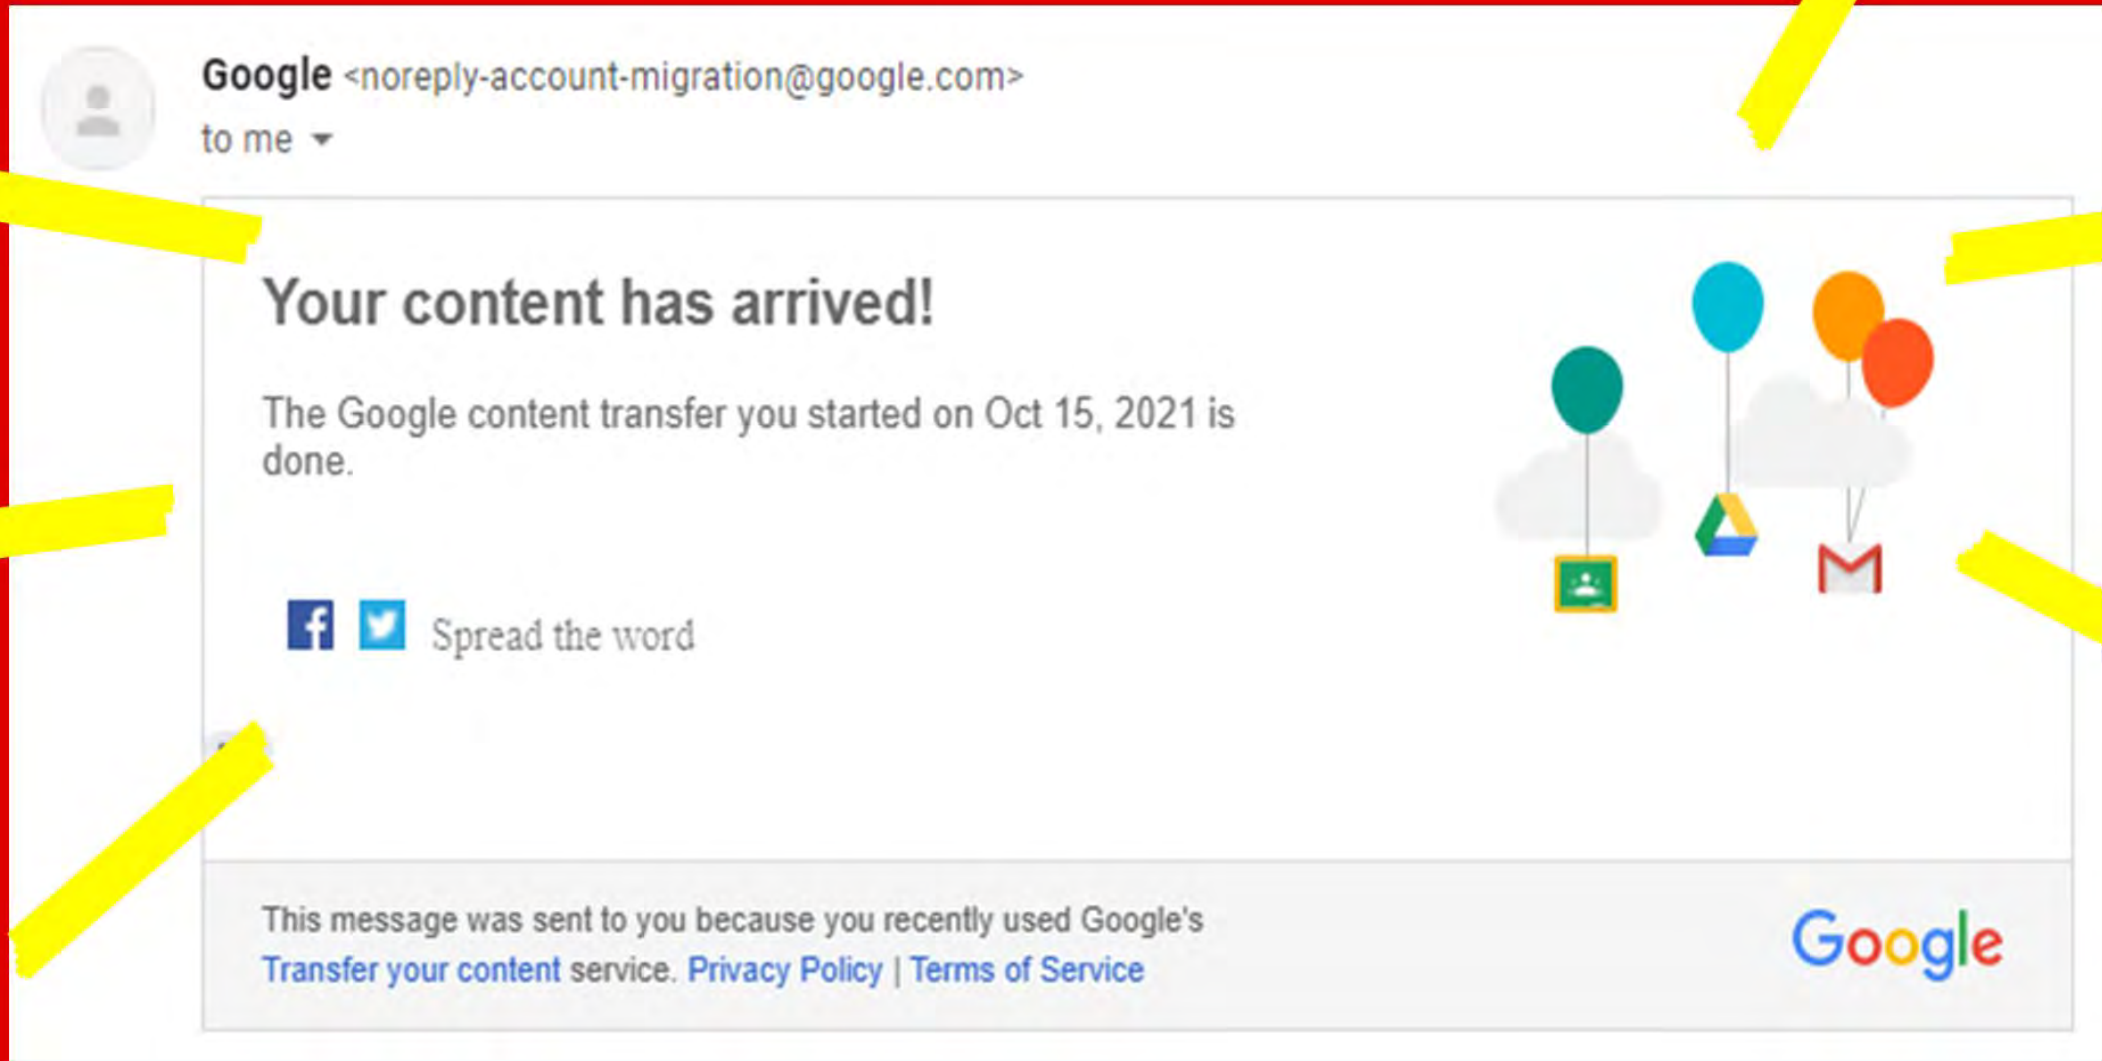 Google <noreply-account-migration@google.com>
to me
Your content has arrived!
The Google content transfer you started on Oct 15, 2021 is
done.
Spread the word
This message was sent to you because you recently used Google's
Transfer your content service. Privacy Policy | Terms of Service
Google